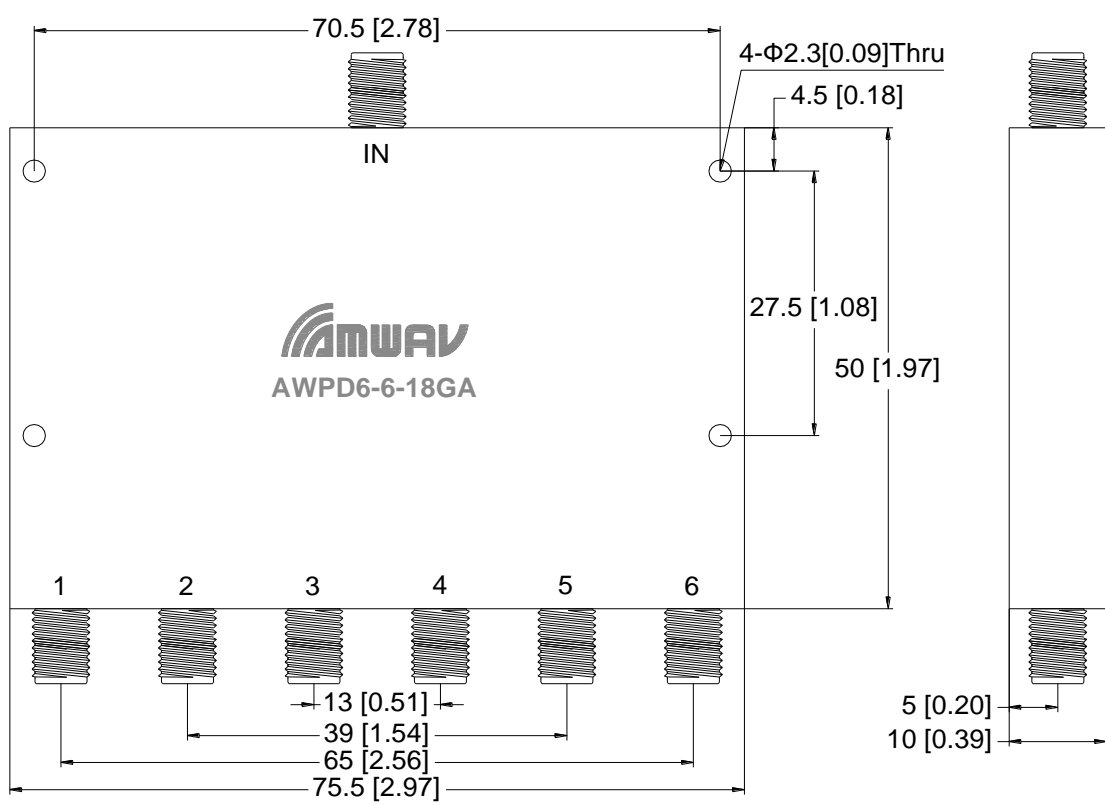 70.5 [2.78]
4-Φ2.3[0.09]Thru
4.5 [0.18]
IN
27.5 [1.08]
AMWAV
50 [1.97]
AWPD6-6-18GA
1 2 3 4 5 6
13 [0.51]
5 [0.20]
39 [1.54]
10 [0.39]
65 [2.56]
75.5 [2.97]